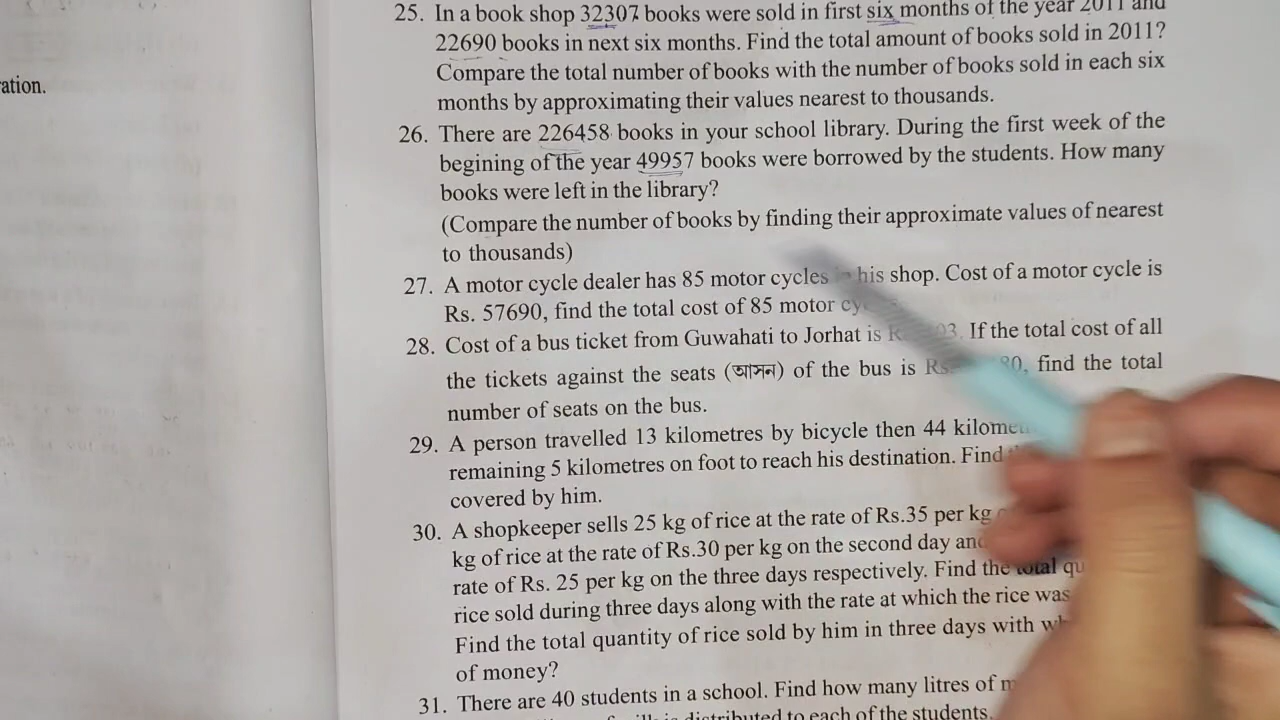 ation.
25. In a book shop 32307 books were sold in first six months of the year 2011 and
22690 books in next six months. Find the total amount of books sold in 2011?
Compare the total number of books with the number of books sold in each six
months by approximating their values nearest to thousands.
26. There are 226458 books in your school library. During the first week of the
begining of the year 49957 books were borrowed by the students. How many
books were left in the library?
(Compare the number of books by finding their approximate values of nearest
to thousands)
27. A motor cycle dealer has 85 motor cycles in his shop. Cost of a motor cycle is
Rs. 57690, find the total cost of 85 motor
28. Cost of a bus ticket from Guwahati to Jorhat is If the total cost of all
the tickets against the seats (আসন) of the bus is find the total
number of seats on the bus.
29. A person travelled 13 kilometres by bicycle then 44
remaining 5 kilometres on foot to reach his destination. Find
covered by him.
30. A shopkeeper sells 25 kg of rice at the rate of Rs.35 per kg
kg of rice at the rate of Rs.30 per kg on the second day and
rate of Rs. 25 per kg on the three days respectively. Find the total
rice sold during three days along with the rate at which the rice was
Find the total quantity of rice sold by him in three days with
of money?
31. There are 40 students in a school. Find how many litres of
is distributed to each of the students.